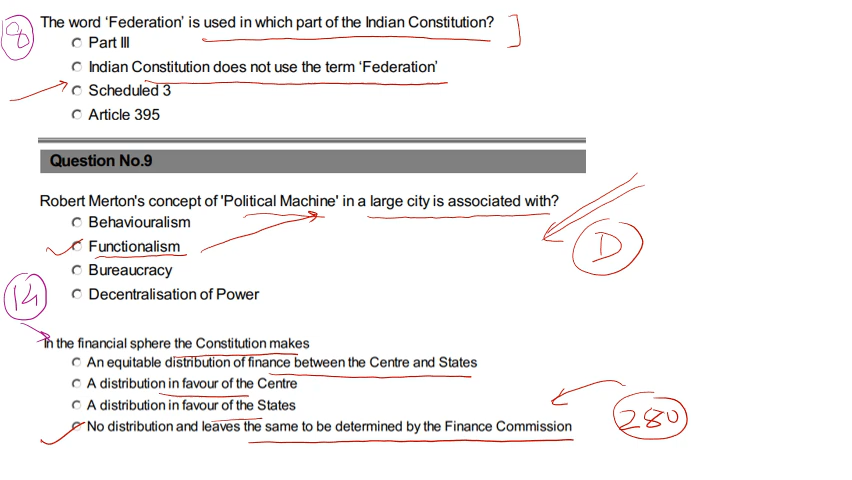 8
The word ‘Federation’ is used in which part of the Indian Constitution?
Part III
Indian Constitution does not use the term ‘Federation’
Scheduled 3
Article 395
Question No.9
Robert Merton's concept of 'Political Machine' in a large city is associated with?
Behaviouralism
Functionalism
Bureaucracy
Decentralisation of Power
D
14
In the financial sphere the Constitution makes
An equitable distribution of finance between the Centre and States
A distribution in favour of the Centre
A distribution in favour of the States
No distribution and leaves the same to be determined by the Finance Commission
280